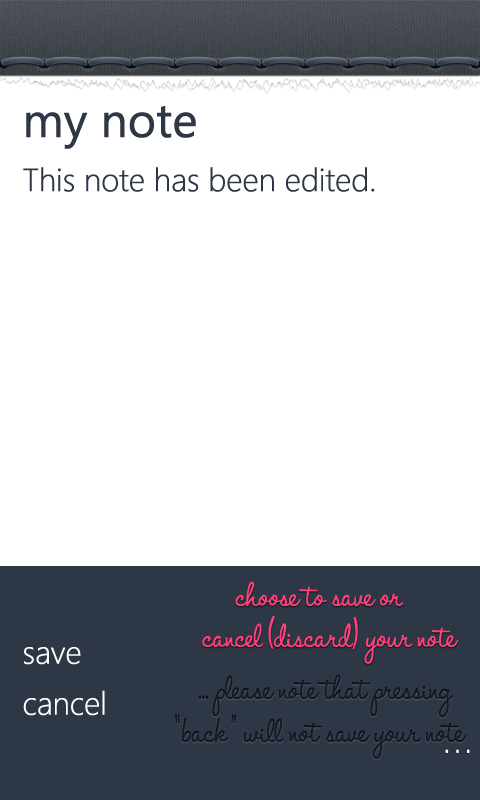 my note
This note has been edited.
choose to save or
cancel (discard) your note
save
... please note that pressing
cancel
"back" will not save your note
...